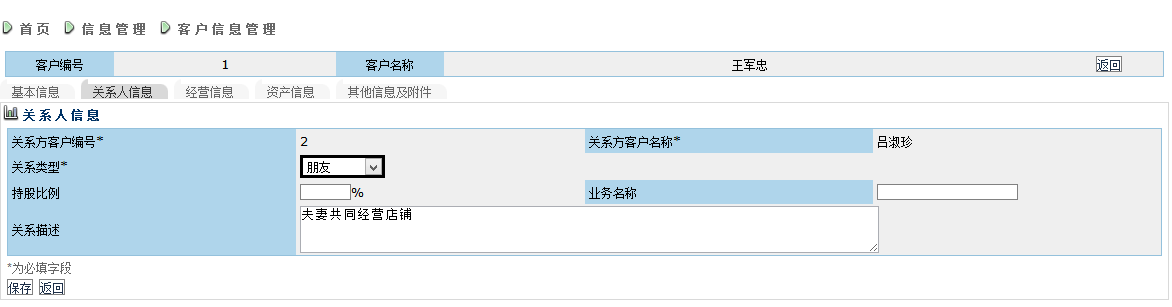 首页 信息管理 客户信息管理
客户编号 1 客户名称 王军忠 返回
基本信息 关系人信息 经营信息 资产信息 其他信息及附件
关系人信息
关系方客户编号* 2 关系方客户名称* 吕淑珍
关系类型* 朋友
持股比例 % 业务名称
关系描述 夫妻共同经营店铺
*为必填字段
保存 返回